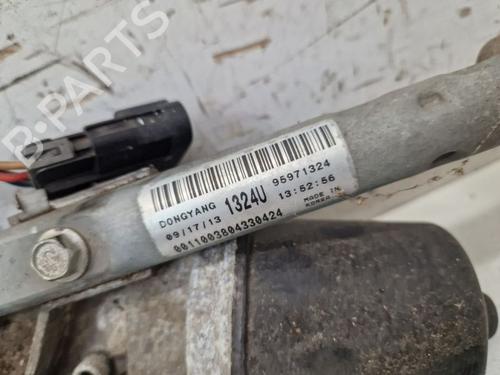 B-PARTS
DONGYANG 1324U 95971324
09/17/13 13:52:56
0011003804330424 MADE IN KOREA